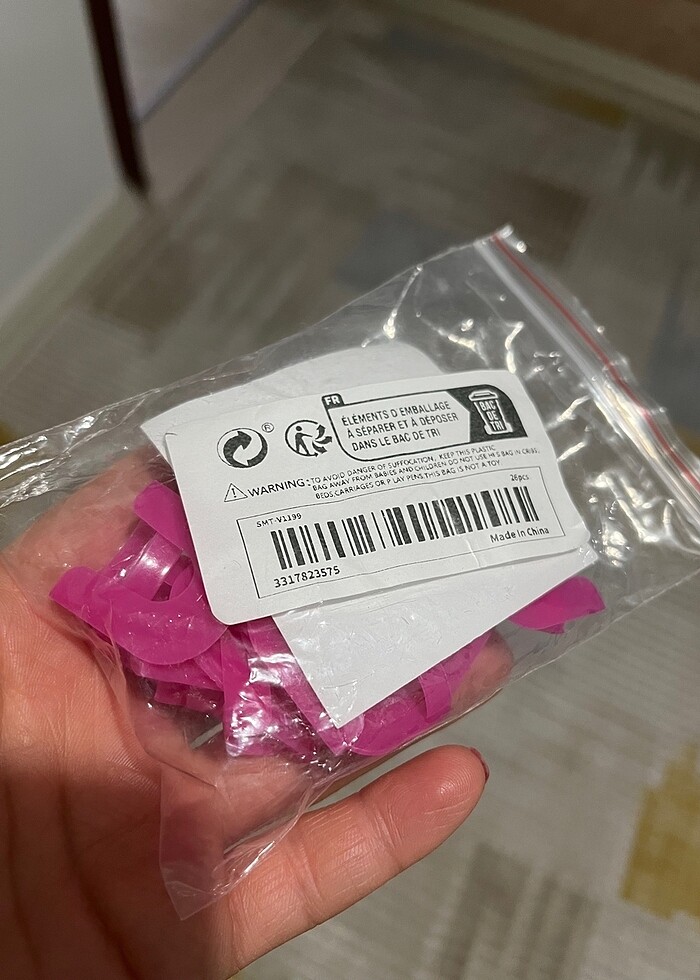 ®
FR
ÉLÉMENTS D'EMBALLAGE
À SÉPARER ET À DÉPOSER
DANS LE BAC DE TRI
BAC
DE
TRI
WARNING: TO AVOID DANGER OF SUFFOCATION, KEEP THIS PLASTIC
BAG AWAY FROM BABIES AND CHILDREN DO NOT USE BAG IN CRIBS,
BEDS,CARRIAGES OR P LAY PENS.THIS BAG IS NOT A TOY
SMT-V1199
26pcs
3317823575
Made in China